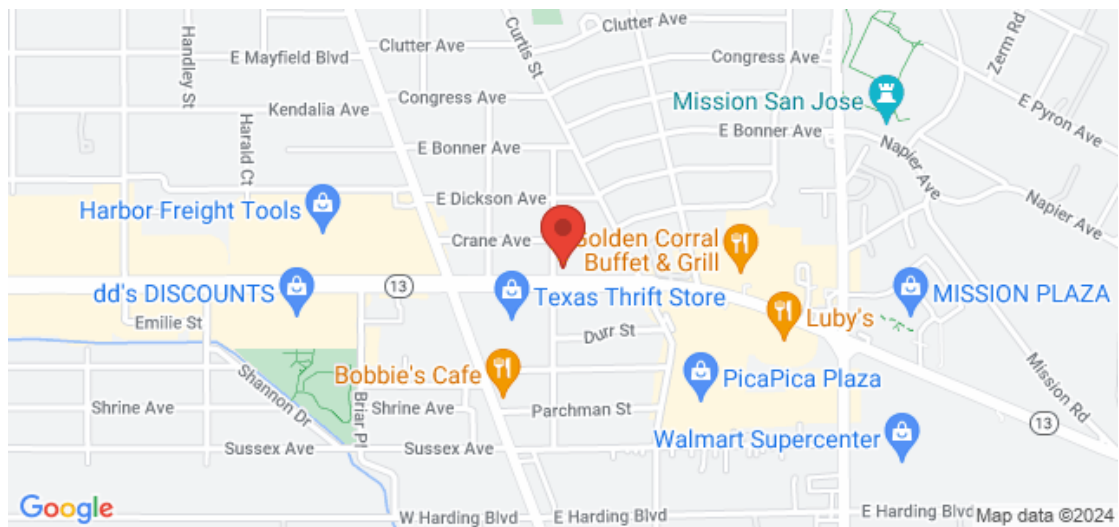 Handley St
Clutter Ave
Curtis St
Clutter Ave
Zerm Rd
E Mayfield Blvd
Congress Ave
Kendalia Ave
Congress Ave
Mission San Jose
E Pyron Ave
Harald Ct
E Bonner Ave
E Bonner Ave
Napier Ave
E Dickson Ave
Napier Ave
Harbor Freight Tools
Crane Ave
Golden Corral
Buffet & Grill
13
dd's DISCOUNTS
Texas Thrift Store
MISSION PLAZA
Emilie St
Durr St
Luby's
Bobbie's Cafe
PicaPica Plaza
Mission Rd
Shannon Dr
Shrine Ave
Briar Pl
Shrine Ave
Parchman St
13
Sussex Ave
Sussex Ave
Walmart Supercenter
Google
W Harding Blvd
E Harding Blvd
E Harding Blvd
Map data ©2024